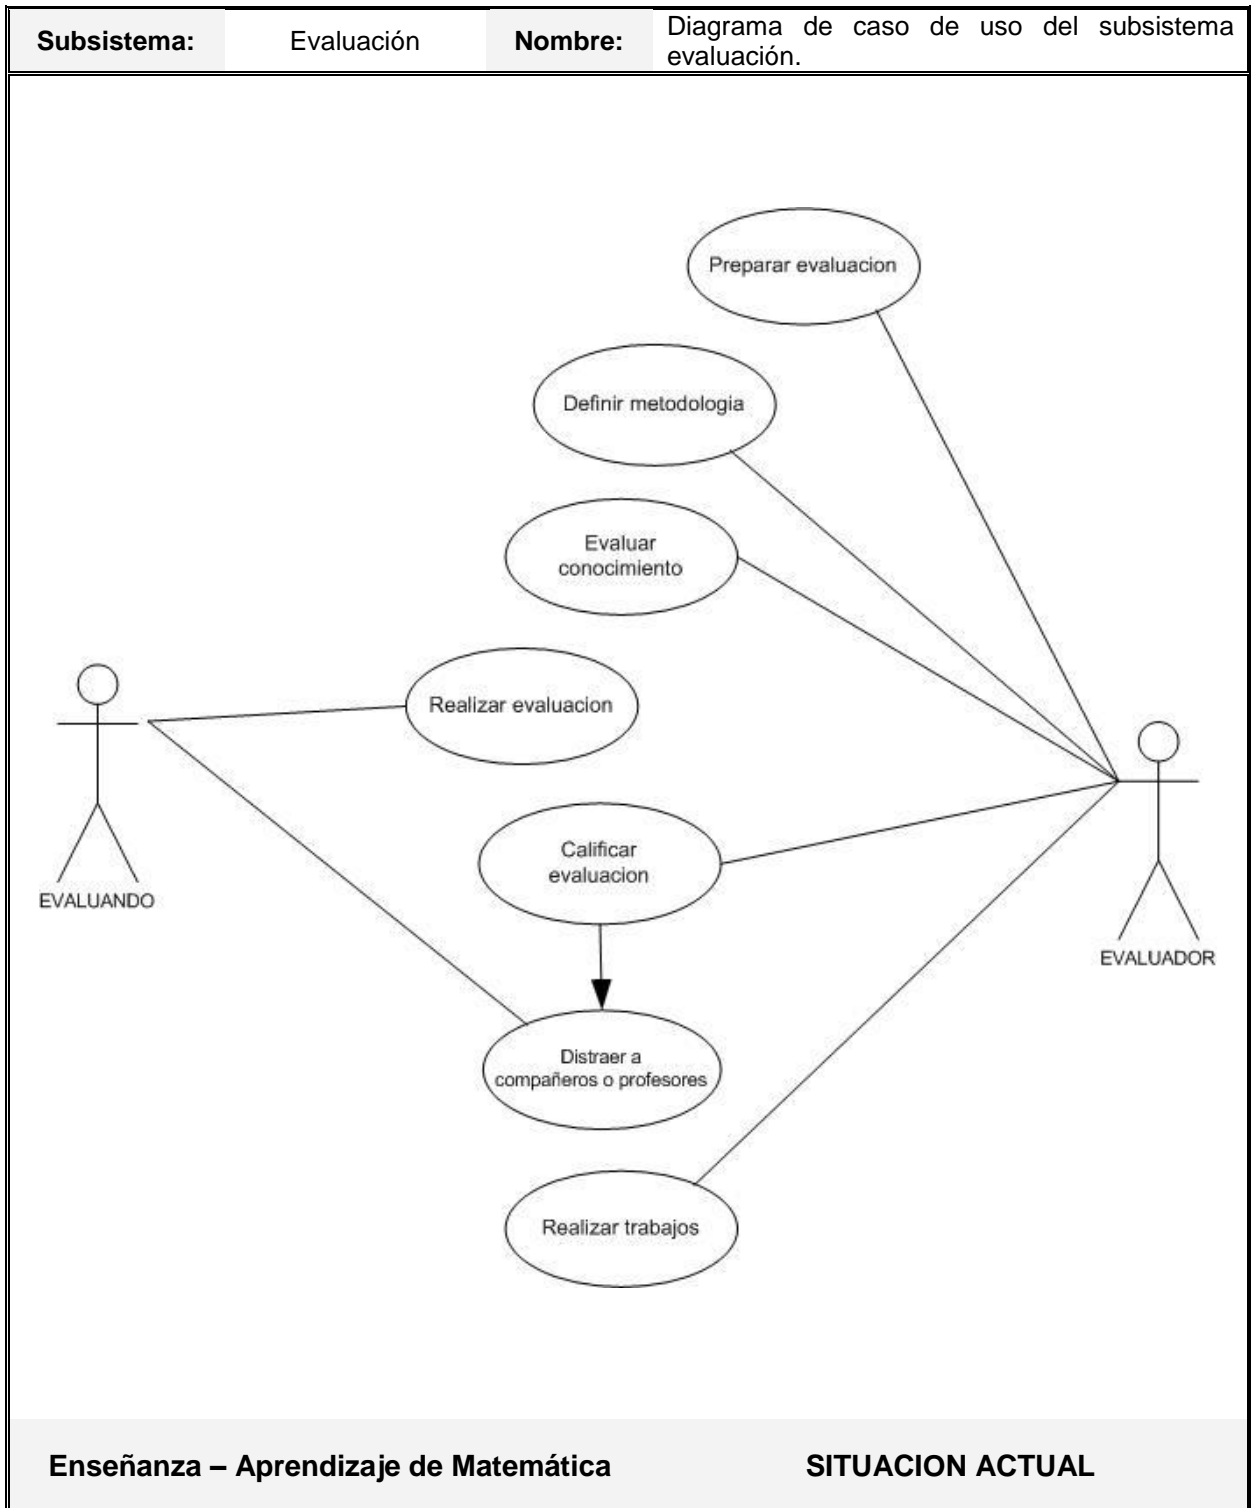 Subsistema: Evaluación Nombre: Diagrama de caso de uso del subsistema
evaluación.
Preparar evaluacion
Definir metodologia
Evaluar
conocimiento
Realizar evaluacion
Calificar
evaluacion
EVALUANDO
EVALUADOR
Distraer a
compañeros o profesores
Realizar trabajos
Enseñanza – Aprendizaje de Matemática SITUACION ACTUAL